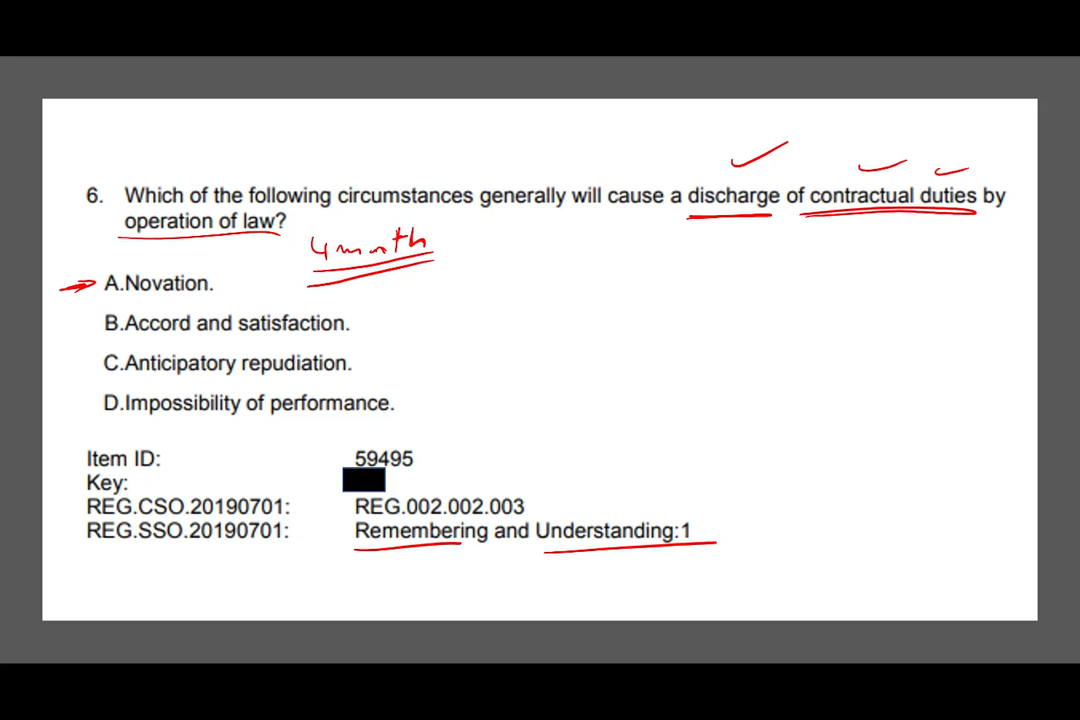 6. Which of the following circumstances generally will cause a discharge of contractual duties by
operation of law?
4 month
A.Novation.
B.Accord and satisfaction.
C.Anticipatory repudiation.
D.Impossibility of performance.
Item ID: 59495
Key:
REG.CSO.20190701: REG.002.002.003
REG.SSO.20190701: Remembering and Understanding:1